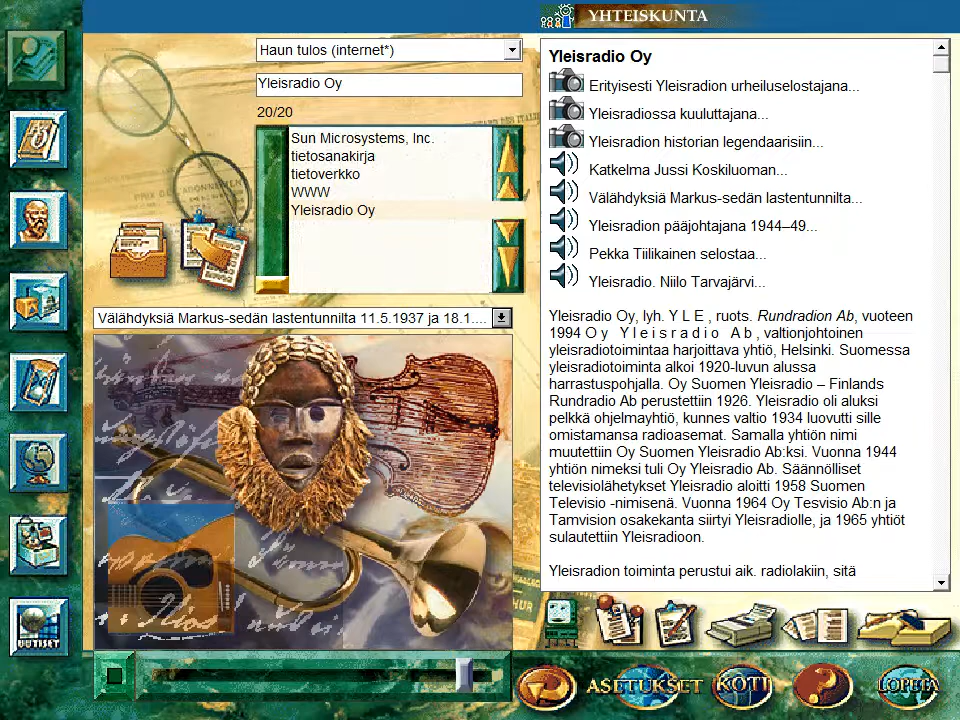 YHTEISKUNTA
Haun tulos (internet*)
Yleisradio Oy
20/20
Sun Microsystems, Inc.
tietosanakirja
tietoverkko
WWW
Yleisradio Oy
Välähdyksiä Markus-sedän lastentunnilta 11.5.1937 ja 18.1....
Yleisradio Oy
Erityisesti Yleisradion urheiluselostajana...
Yleisradiossa kuuluttajana...
Yleisradion historian legendaarisiin...
Katkelma Jussi Koskiluoman...
Välähdyksiä Markus-sedän lastentunnilta...
Yleisradion pääjohtajana 1944–49...
Pekka Tiilikainen selostaa...
Yleisradio. Niilo Tarvajärvi...
Yleisradio Oy, lyh. Y L E , ruots. Rundradion Ab, vuoteen
1994 O y Y l e i s r a d i o A b , valtionjohtoinen
yleisradiotoimintaa harjoittava yhtiö, Helsinki. Suomessa
yleisradiotoiminta alkoi 1920-luvun alussa
harrastuspohjalla. Oy Suomen Yleisradio – Finlands
Rundradio Ab perustettiin 1926. Yleisradio oli aluksi
pelkkä ohjelmayhtiö, kunnes valtio 1934 luovutti sille
omistamansa radioasemat. Samalla yhtiön nimi
muutettiin Oy Suomen Yleisradio Ab:ksi. Vuonna 1944
yhtiön nimeksi tuli Oy Yleisradio Ab. Säännölliset
televisiolähetykset Yleisradio aloitti 1958 Suomen
Televisio -nimisenä. Vuonna 1964 Oy Tesvisio Ab:n ja
Tamvision osakekanta siirtyi Yleisradiolle, ja 1965 yhtiöt
sulautettiin Yleisradioon.
Yleisradion toiminta perustui aik. radiolakiin, sitä
UUTISET
ASETUKSET
KOTI
?
LOPETA